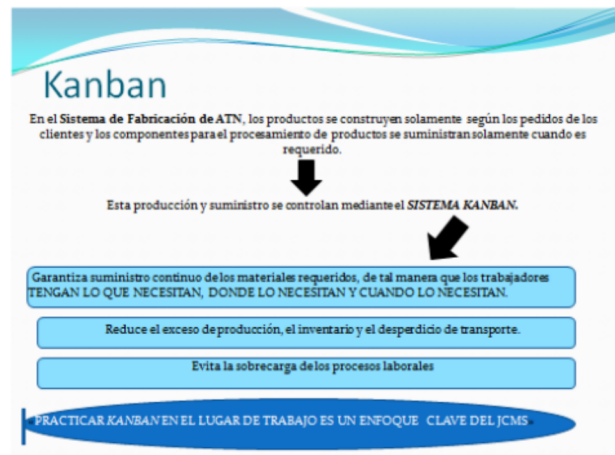 Kanban
En el Sistema de Fabricación de ATN, los productos se construyen solamente según los pedidos de los
clientes y los componentes para el procesamiento de productos se suministran solamente cuando es
requerido.
Esta producción y suministro se controlan mediante el SISTEMA KANBAN.
Garantiza suministro continuo de los materiales requeridos, de tal manera que los trabajadores
TENGAN LO QUE NECESITAN, DONDE LO NECESITAN Y CUANDO LO NECESITAN.
Reduce el exceso de producción, el inventario y el desperdicio de transporte.
Evita la sobrecarga de los procesos laborales
«PRACTICAR KANBAN EN EL LUGAR DE TRABAJO ES UN ENFOQUE CLAVE DEL JCMS»